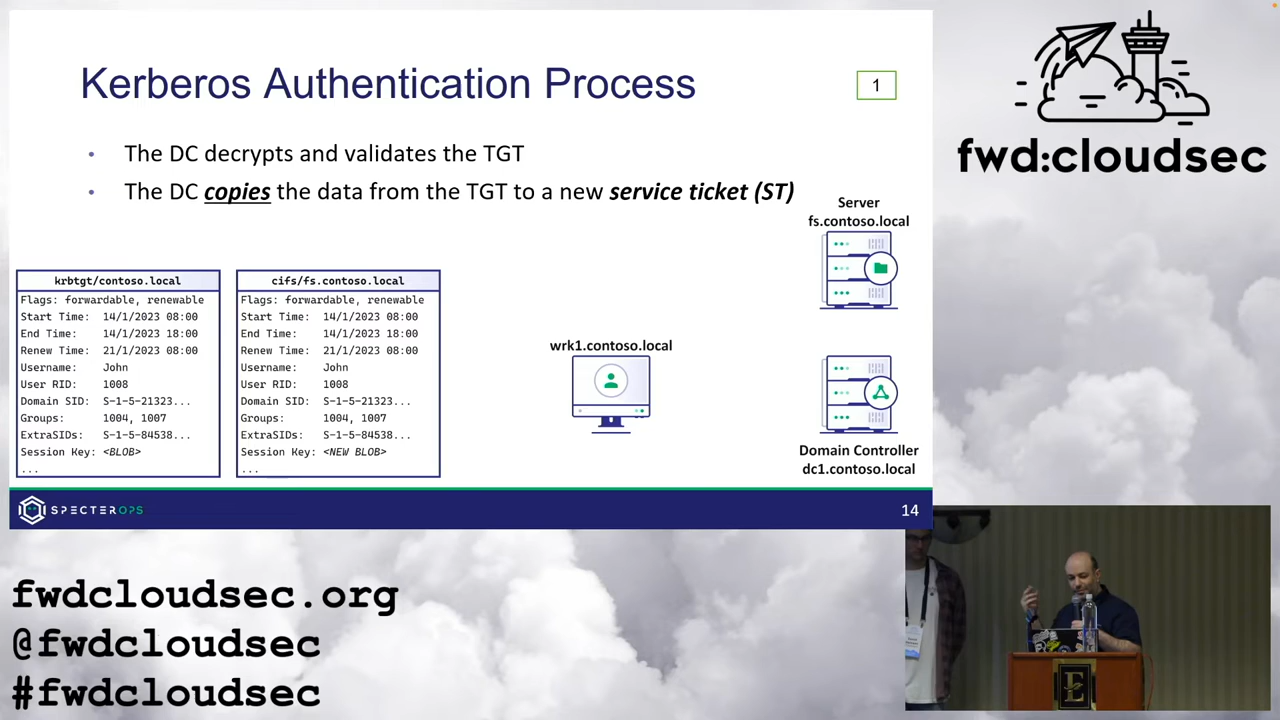 Kerberos Authentication Process
1
• The DC decrypts and validates the TGT
• The DC copies the data from the TGT to a new service ticket (ST)
Server
fs.contoso.local
krbtgt/contoso.local
Flags: forwardable, renewable
Start Time: 14/1/2023 08:00
End Time: 14/1/2023 18:00
Renew Time: 21/1/2023 08:00
Username: John
User RID: 1008
Domain SID: S-1-5-21323...
Groups: 1004, 1007
ExtraSIDs: S-1-5-84538...
Session Key: <BLOB>
...
cifs/fs.contoso.local
Flags: forwardable, renewable
Start Time: 14/1/2023 08:00
End Time: 14/1/2023 18:00
Renew Time: 21/1/2023 08:00
Username: John
User RID: 1008
Domain SID: S-1-5-21323...
Groups: 1004, 1007
ExtraSIDs: S-1-5-84538...
Session Key: <NEW BLOB>
...
wrk1.contoso.local
Domain Controller
dc1.contoso.local
SPECTEROPS
14
fwd:cloudsec
fwdcloudsec.org
@fwdcloudsec
#fwdcloudsec
E